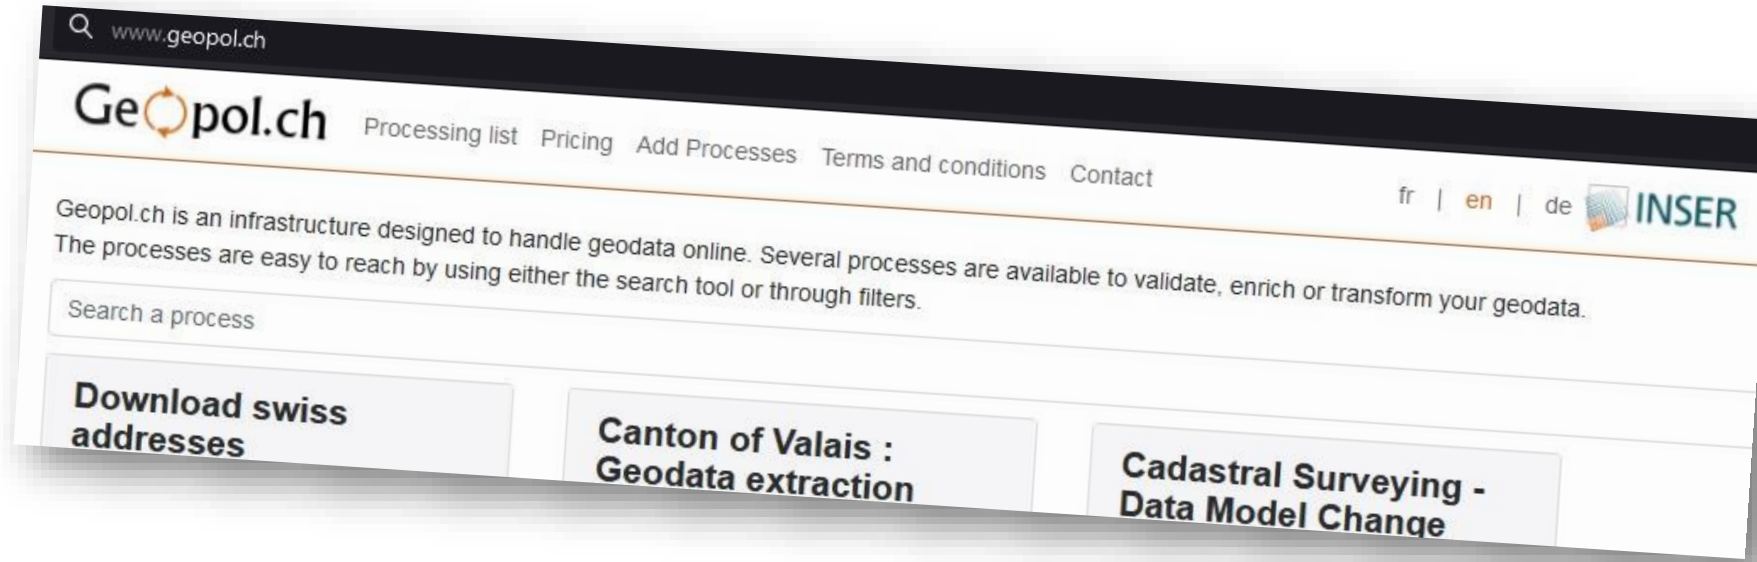 www.geopol.ch
Geopol.ch
Processing list Pricing Add Processes Terms and conditions Contact
fr | en | de INSER
Geopol.ch is an infrastructure designed to handle geodata online. Several processes are available to validate, enrich or transform your geodata.
The processes are easy to reach by using either the search tool or through filters.
Search a process
Download swiss
addresses
Canton of Valais :
Geodata extraction
Cadastral Surveying -
Data Model Change